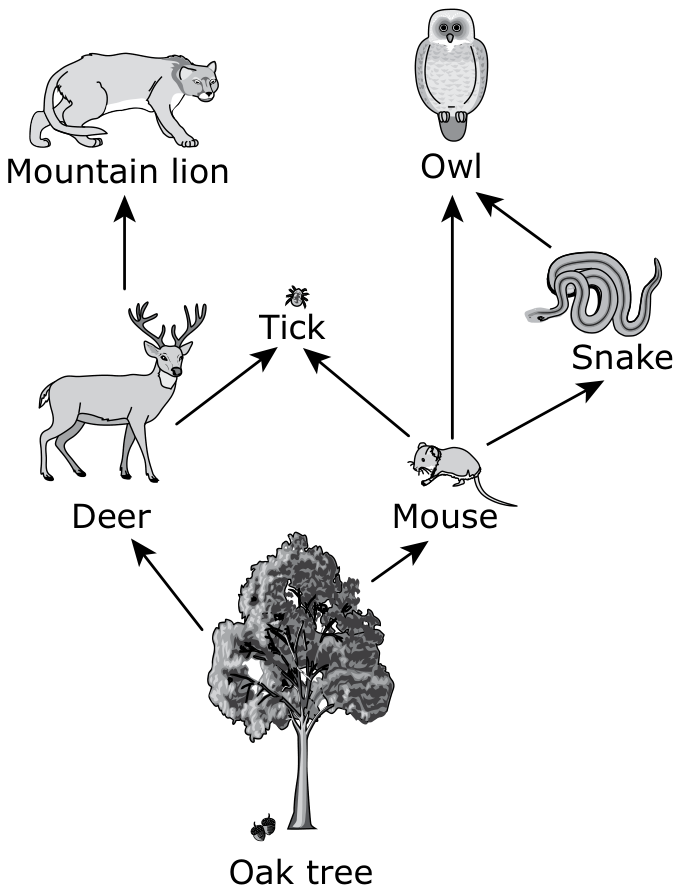 Mountain lion
Owl
Tick
Snake
Deer
Mouse
Oak tree